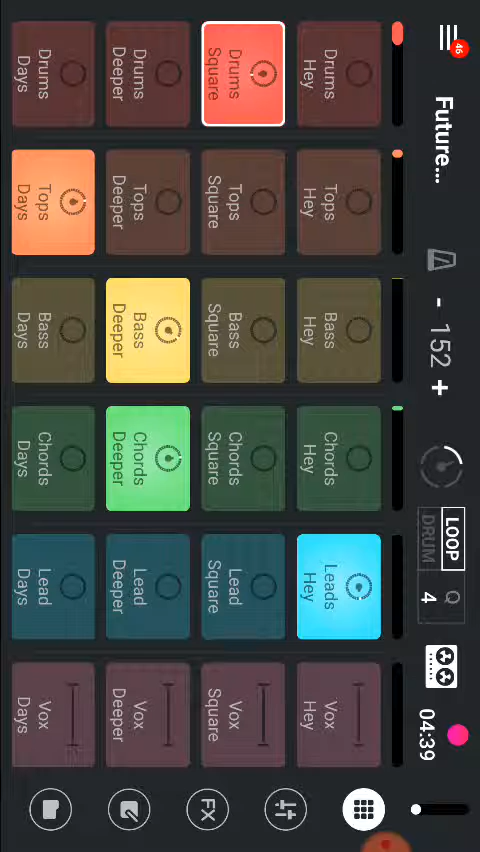 46
Future...
- 152 +
LOOP
DRUM
Q
4
04:39
Drums
Hey
Tops
Hey
Bass
Hey
Chords
Hey
Leads
Hey
Vox
Hey
Drums
Square
Tops
Square
Bass
Square
Chords
Square
Lead
Square
Vox
Square
Drums
Deeper
Tops
Deeper
Bass
Deeper
Chords
Deeper
Lead
Deeper
Vox
Deeper
Drums
Days
Tops
Days
Bass
Days
Chords
Days
Lead
Days
Vox
Days
FX